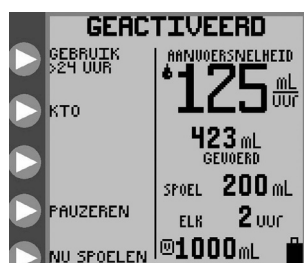 GEACTIVEERD
GEBRUIK
>24 UUR
KTO
PAUZEREN
NU SPOELEN
AANVOERSNELHEID
125 mL/uur
423 mL
GEVOERD
SPOEL 200 mL
ELK 2 uur
1000 mL